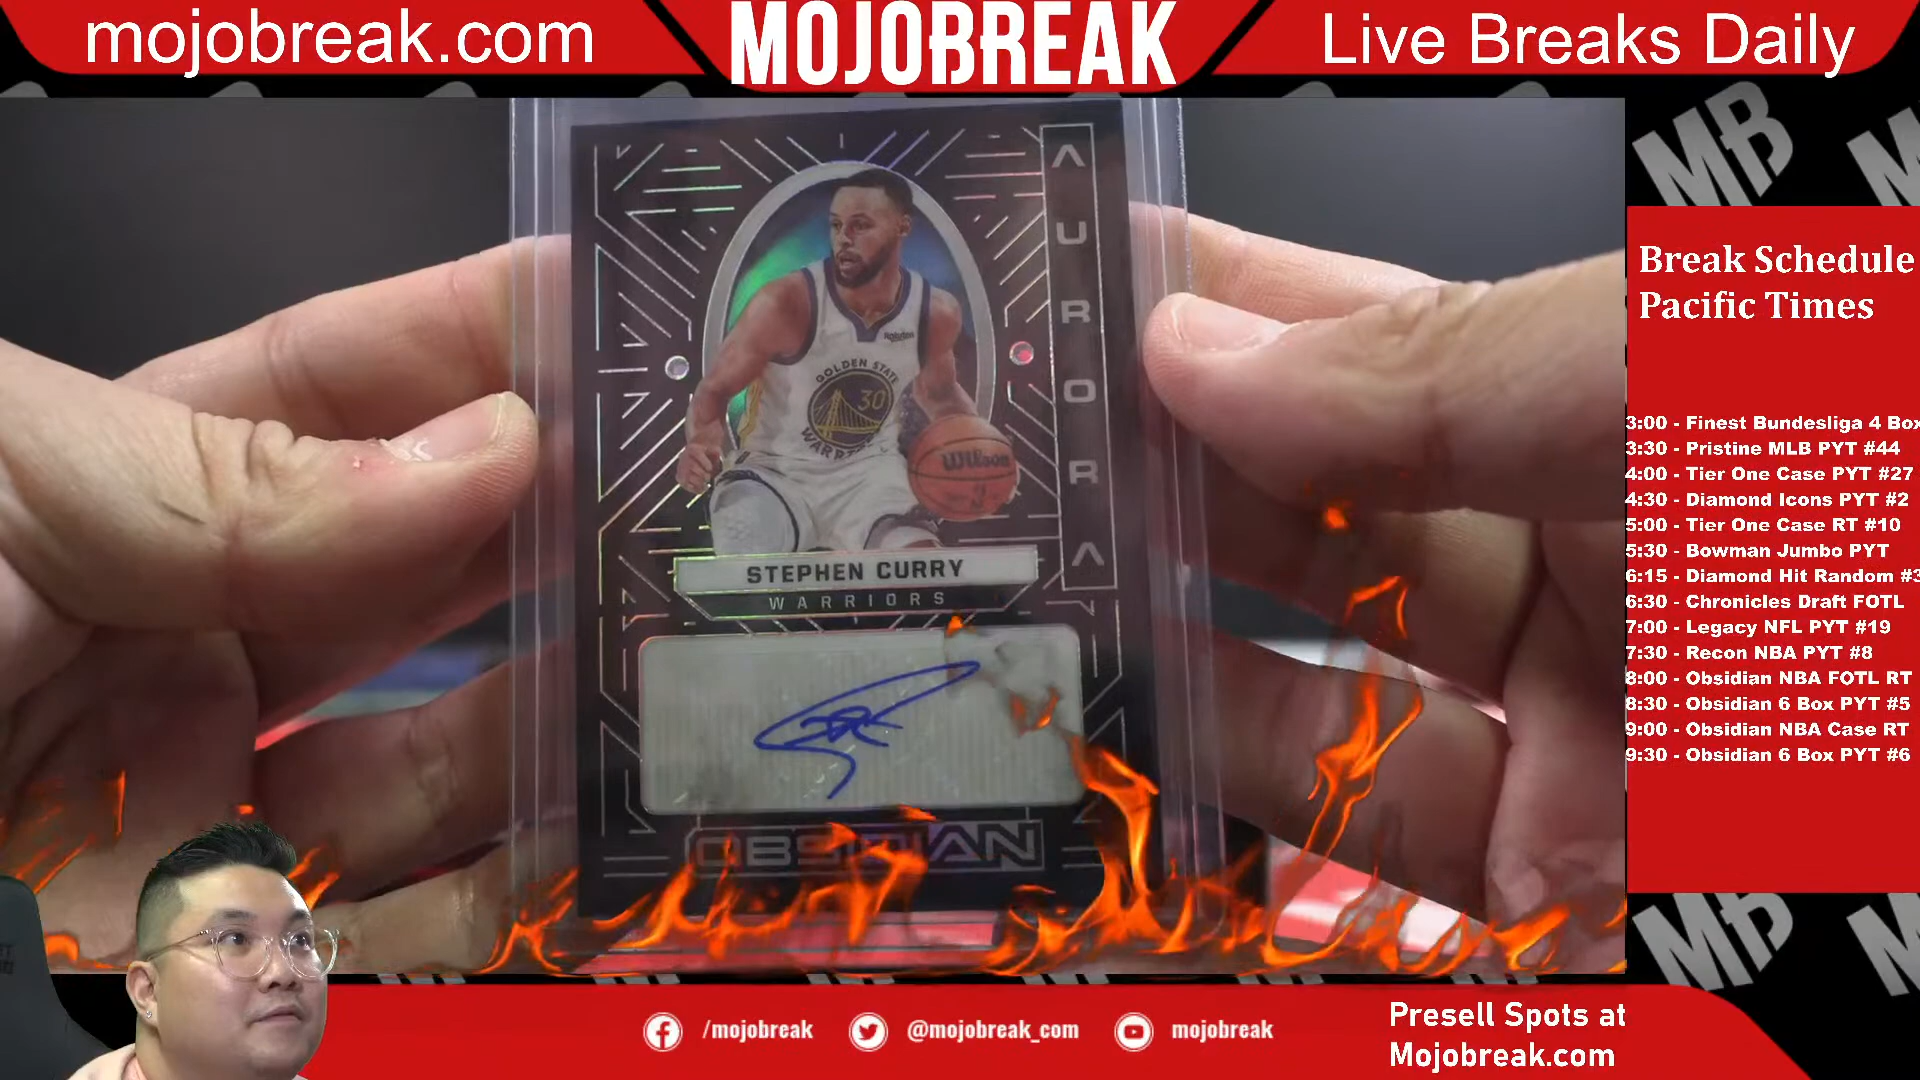 mojobreak.com
MOJOBREAK
Live Breaks Daily
AURORA
Rakuten
GOLDEN STATE
30
WARRIORS
Wilson
STEPHEN CURRY
WARRIORS
OBSIDIAN
MB
Break Schedule
Pacific Times
3:00 - Finest Bundesliga 4 Box
3:30 - Pristine MLB PYT #44
4:00 - Tier One Case PYT #27
4:30 - Diamond Icons PYT #2
5:00 - Tier One Case RT #10
5:30 - Bowman Jumbo PYT
6:15 - Diamond Hit Random #3
6:30 - Chronicles Draft FOTL
7:00 - Legacy NFL PYT #19
7:30 - Recon NBA PYT #8
8:00 - Obsidian NBA FOTL RT
8:30 - Obsidian 6 Box PYT #5
9:00 - Obsidian NBA Case RT
9:30 - Obsidian 6 Box PYT #6
MB
/mojobreak
@mojobreak_com
mojobreak
Presell Spots at
Mojobreak.com